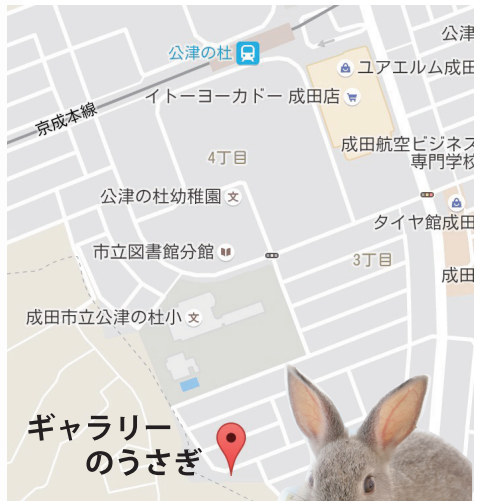 公津
公津の杜
ユアエルム成田
イトーヨーカドー 成田店
京成本線
成田航空ビジネス
専門学校
4丁目
公津の杜幼稚園
文
タイヤ館成田
市立図書館分館
3丁目
成田
成田市立公津の杜小
文
ギャラリー
のうさぎ